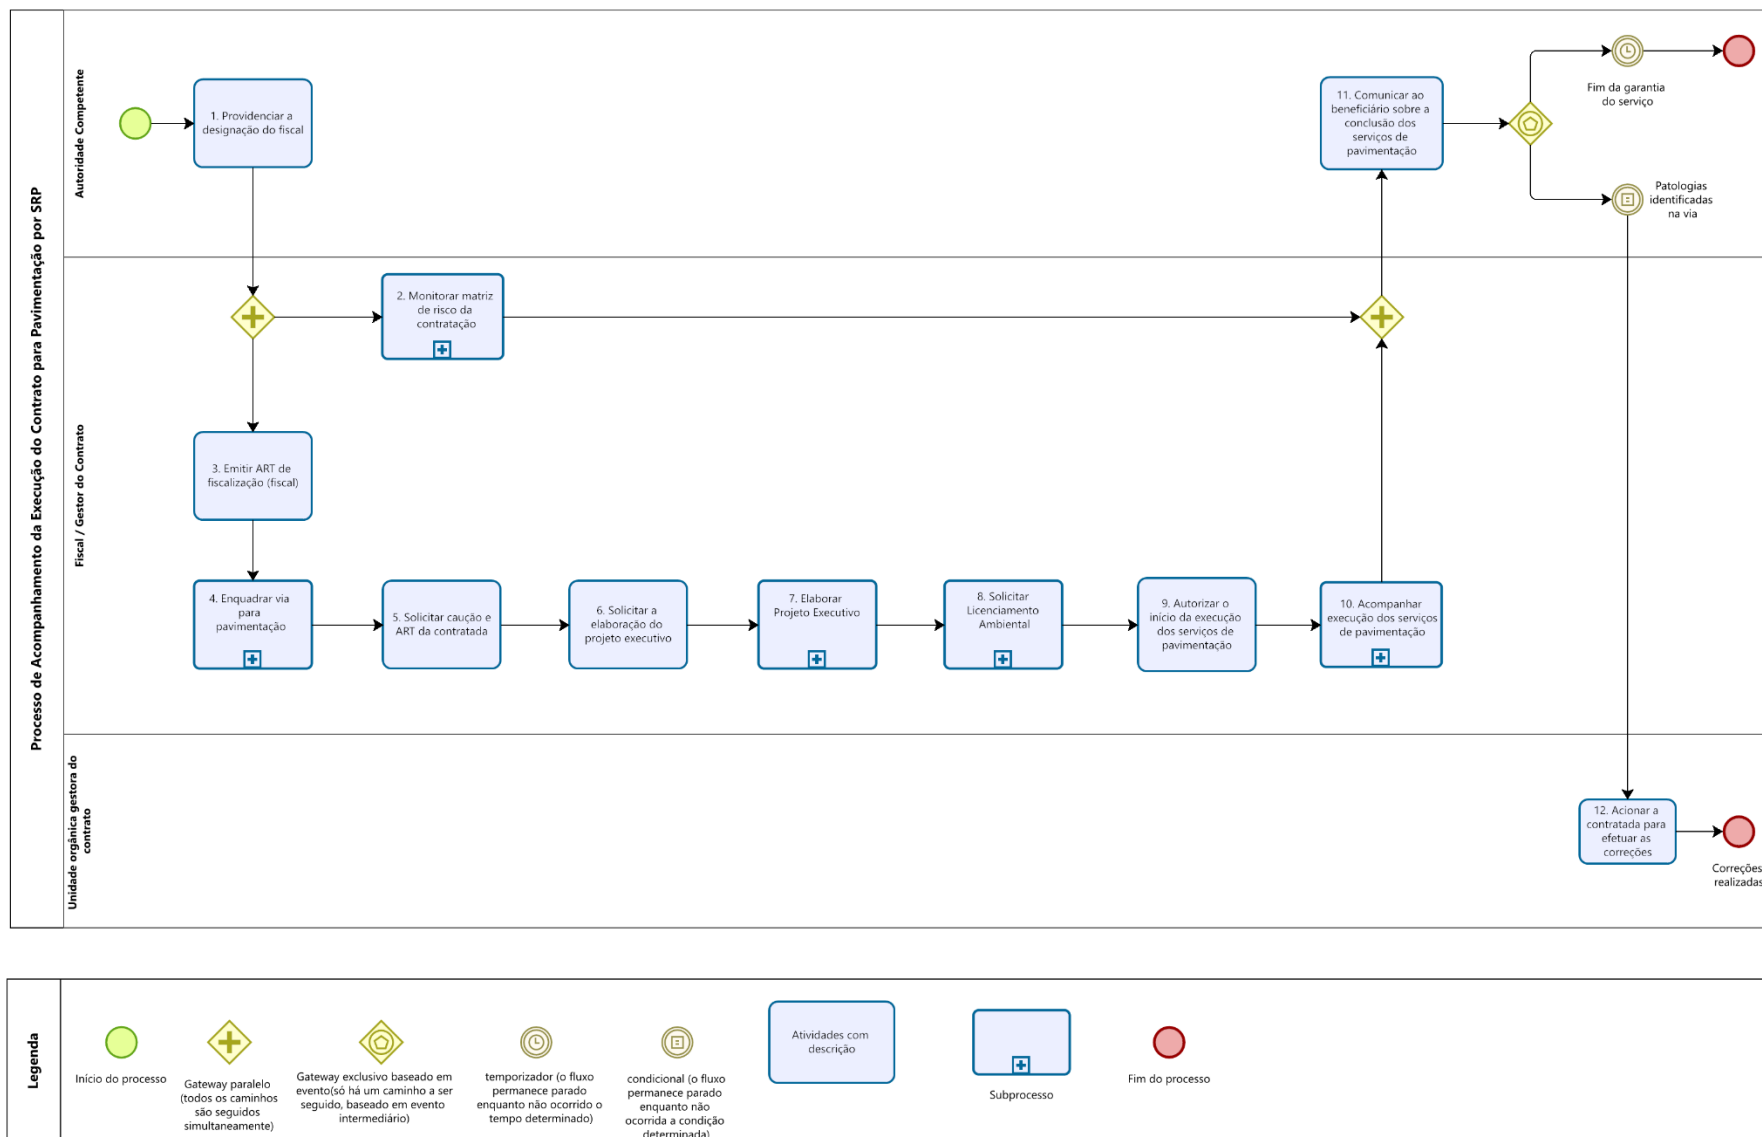 Processo de Acompanhamento da Execução do Contrato para Pavimentação por SRP
Autoridade Competente
1. Providenciar a
designação do fiscal
11. Comunicar ao
beneficiário sobre a
conclusão dos
serviços de
pavimentação
Fim da garantia
do serviço
Patologias
identificadas
na via
Fiscal / Gestor do Contrato
2. Monitorar matriz
de risco da
contratação
3. Emitir ART de
fiscalização (fiscal)
4. Enquadrar via
para
pavimentação
5. Solicitar caução e
ART da contratada
6. Solicitar a
elaboração do
projeto executivo
7. Elaborar
Projeto Executivo
8. Solicitar
Licenciamento
Ambiental
9. Autorizar o
início da execução
dos serviços de
pavimentação
10. Acompanhar
execução dos serviços
de pavimentação
Unidade orgânica gestora do
contrato
12. Acionar a
contratada para
efetuar as
correções
Correções
realizadas
Legenda
Início do processo
Gateway paralelo
(todos os caminhos
são seguidos
simultaneamente)
Gateway exclusivo baseado em
evento(só há um caminho a ser
seguido, baseado em evento
intermediário)
temporizador (o fluxo
permanece parado
enquanto não ocorrido o
tempo determinado)
condicional (o fluxo
permanece parado
enquanto não
ocorrida a condição
determinada)
Atividades com
descrição
Subprocesso
Fim do processo